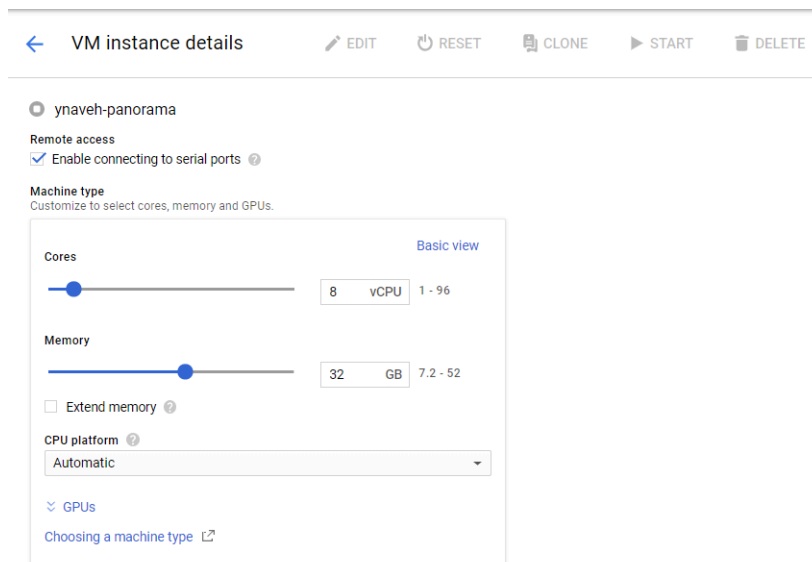 VM instance details EDIT RESET CLONE START DELETE
ynaveh-panorama
Remote access
Enable connecting to serial ports ?
Machine type
Customize to select cores, memory and GPUs.
Basic view
Cores
8 vCPU 1 - 96
Memory
32 GB 7.2 - 52
Extend memory ?
CPU platform ?
Automatic
GPUs
Choosing a machine type